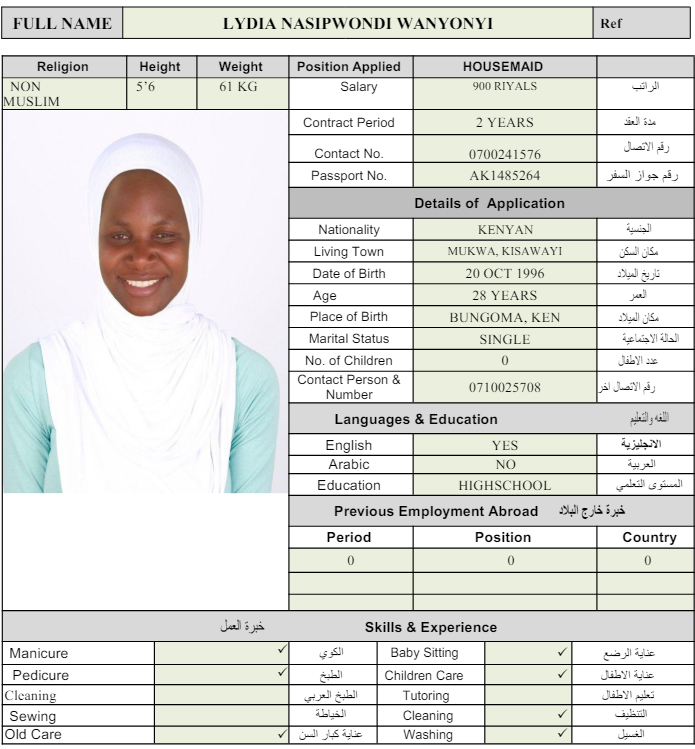 FULL NAME LYDIA NASIPWONDI WANYONYI Ref
Religion Height Weight Position Applied HOUSEMAID
NON MUSLIM 5’6 61 KG Salary 900 RIYALS الراتب
Contract Period 2 YEARS مدة العقد
Contact No. 0700241576 رقم الاتصال
Passport No. AK1485264 رقم جواز السفر
Details of Application
Nationality KENYAN الجنسية
Living Town MUKWA, KISAWAYI مكان السكن
Date of Birth 20 OCT 1996 تاريخ الميلاد
Age 28 YEARS العمر
Place of Birth BUNGOMA, KEN مكان الميلاد
Marital Status SINGLE الحالة الاجتماعية
No. of Children 0 عدد الاطفال
Contact Person & Number 0710025708 رقم الاتصال اخر
Languages & Education اللغه والتعليم
English YES الانجليزية
Arabic NO العربية
Education HIGHSCHOOL المستوى التعلمي
Previous Employment Abroad خبرة خارج البلاد
Period Position Country
0 0 0
خبرة العمل Skills & Experience
Manicure ✓ الكوي Baby Sitting ✓ عناية الرضع
Pedicure ✓ الطبخ Children Care ✓ عناية الاطفال
Cleaning الطبخ العربي Tutoring تعليم الاطفال
Sewing الخياطة Cleaning ✓ التنظيف
Old Care ✓ عناية كبار السن Washing ✓ الغسيل